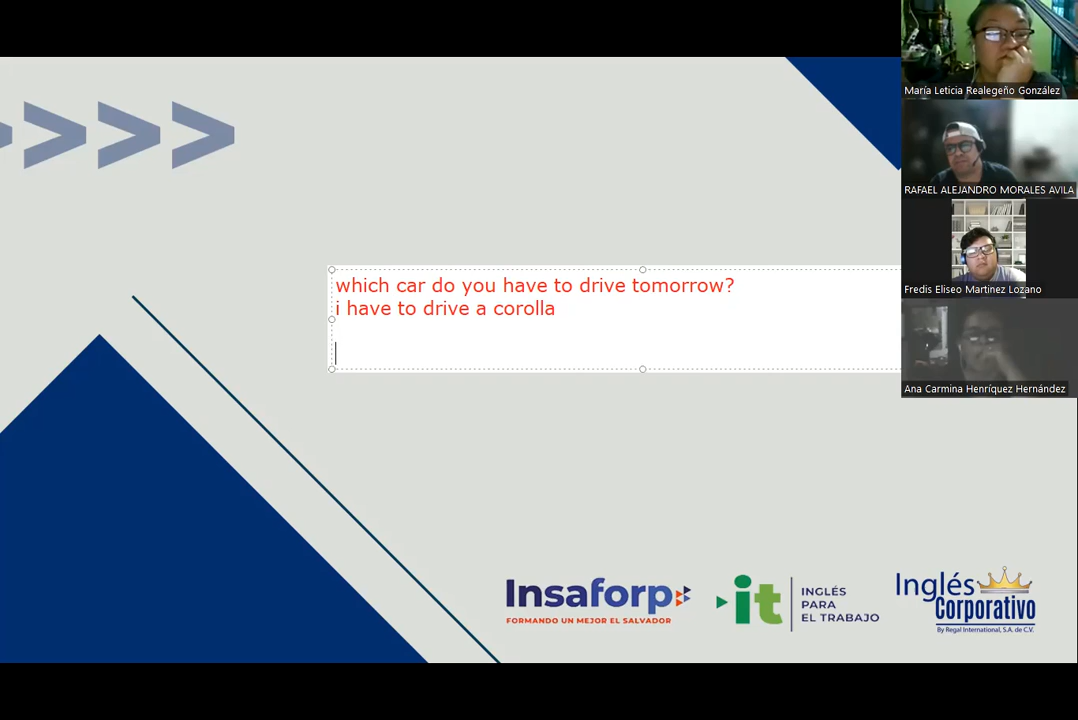 María Leticia Realegeño González
RAFAEL ALEJANDRO MORALES AVILA
which car do you have to drive tomorrow?
i have to drive a corolla
Fredis Eliseo Martinez Lozano
Ana Carmina Henríquez Hernández
Insaforp
FORMANDO UN MEJOR EL SALVADOR
it
INGLÉS
PARA
EL TRABAJO
Inglés
Corporativo
By Regal International, S.A. de C.V.